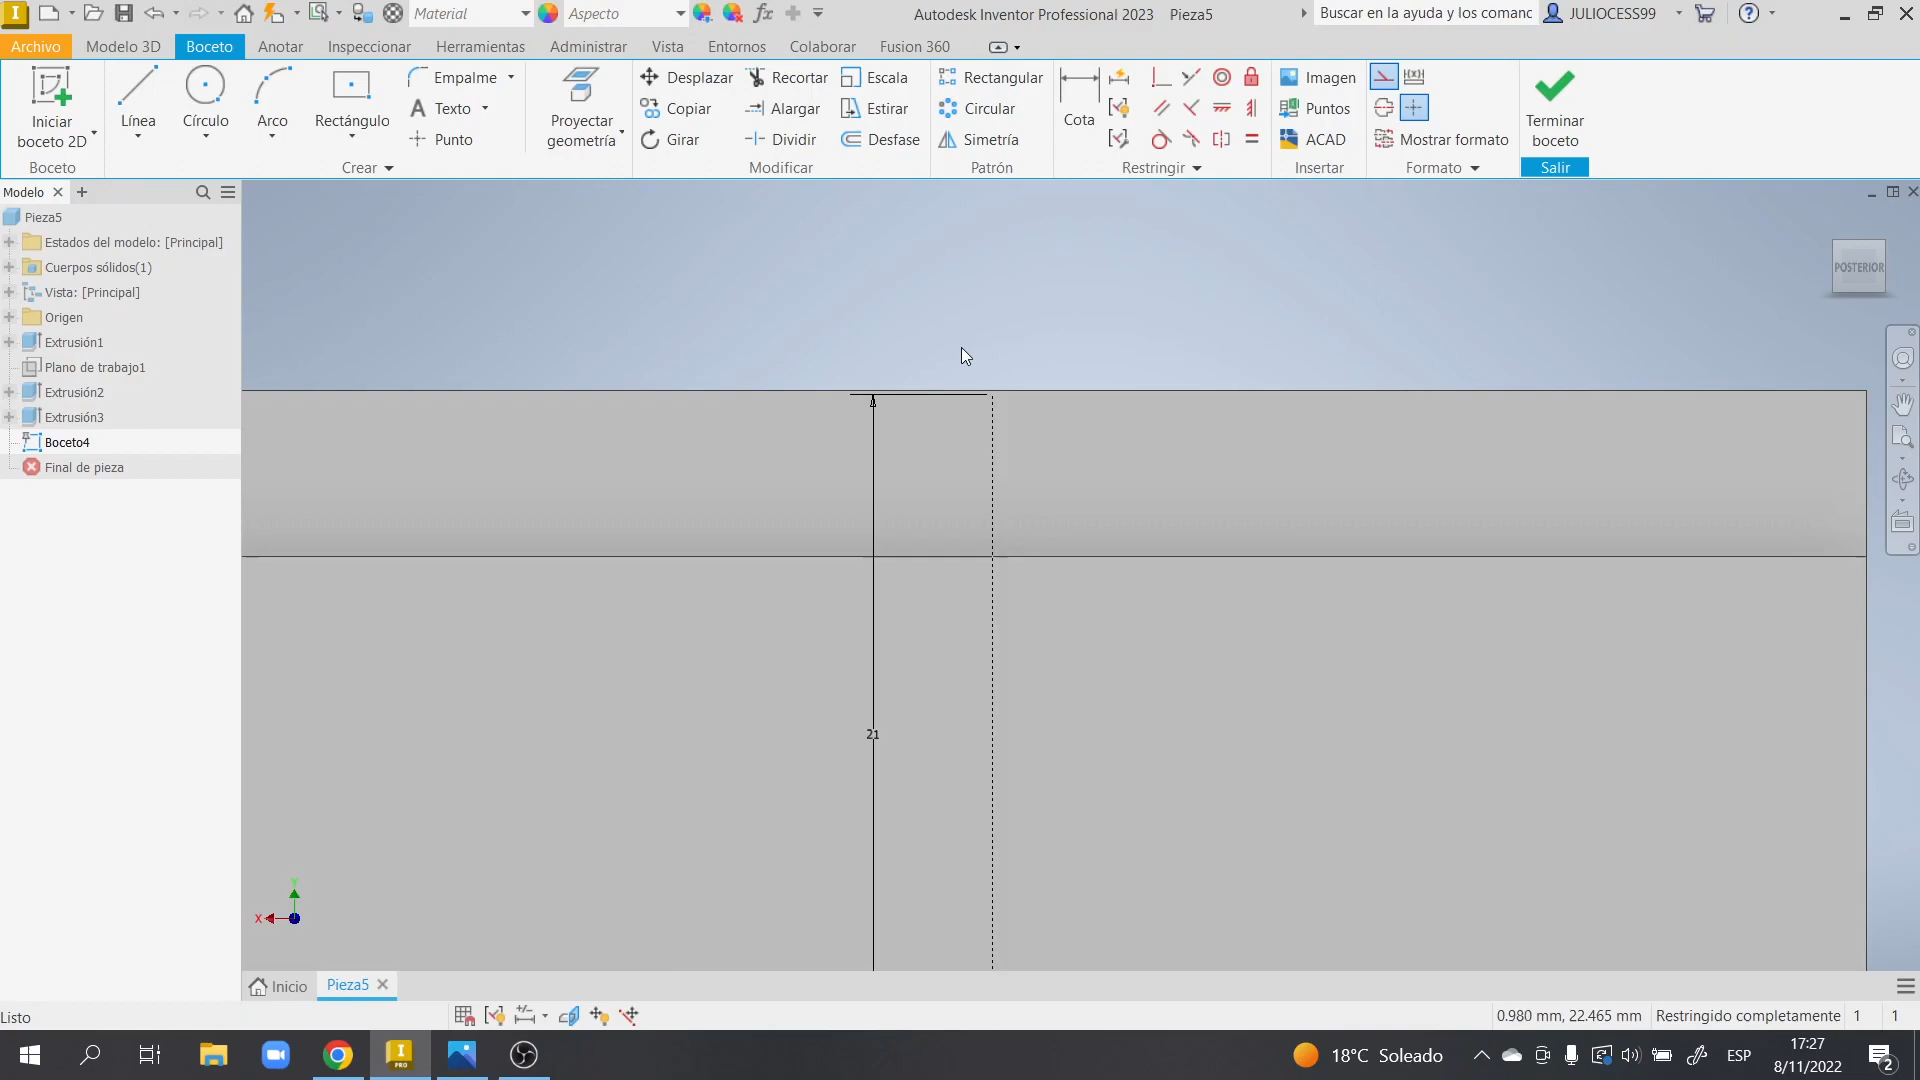 Material
Aspecto
Autodesk Inventor Professional 2023 Pieza5
Buscar en la ayuda y los comanc
JULIOCESS99
Archivo
Modelo 3D
Boceto
Anotar
Inspeccionar
Herramientas
Administrar
Vista
Entornos
Colaborar
Fusion 360
Iniciar
boceto 2D
Línea
Círculo
Arco
Rectángulo
Empalme
Texto
Punto
Proyectar
geometría
Desplazar
Copiar
Girar
Recortar
Alargar
Dividir
Escala
Estirar
Desfase
Rectangular
Circular
Simetría
Cota
Imagen
Puntos
ACAD
Mostrar formato
Terminar
boceto
Boceto
Crear
Modificar
Patrón
Restringir
Insertar
Formato
Salir
Modelo
Pieza5
Estados del modelo: [Principal]
Cuerpos sólidos(1)
Vista: [Principal]
Origen
Extrusión1
Plano de trabajo1
Extrusión2
Extrusión3
Boceto4
Final de pieza
POSTERIOR
21
Y
X
Inicio
Pieza5
Listo
0.980 mm, 22.465 mm
Restringido completamente
1
1
18°C Soleado
ESP
17:27
8/11/2022
2